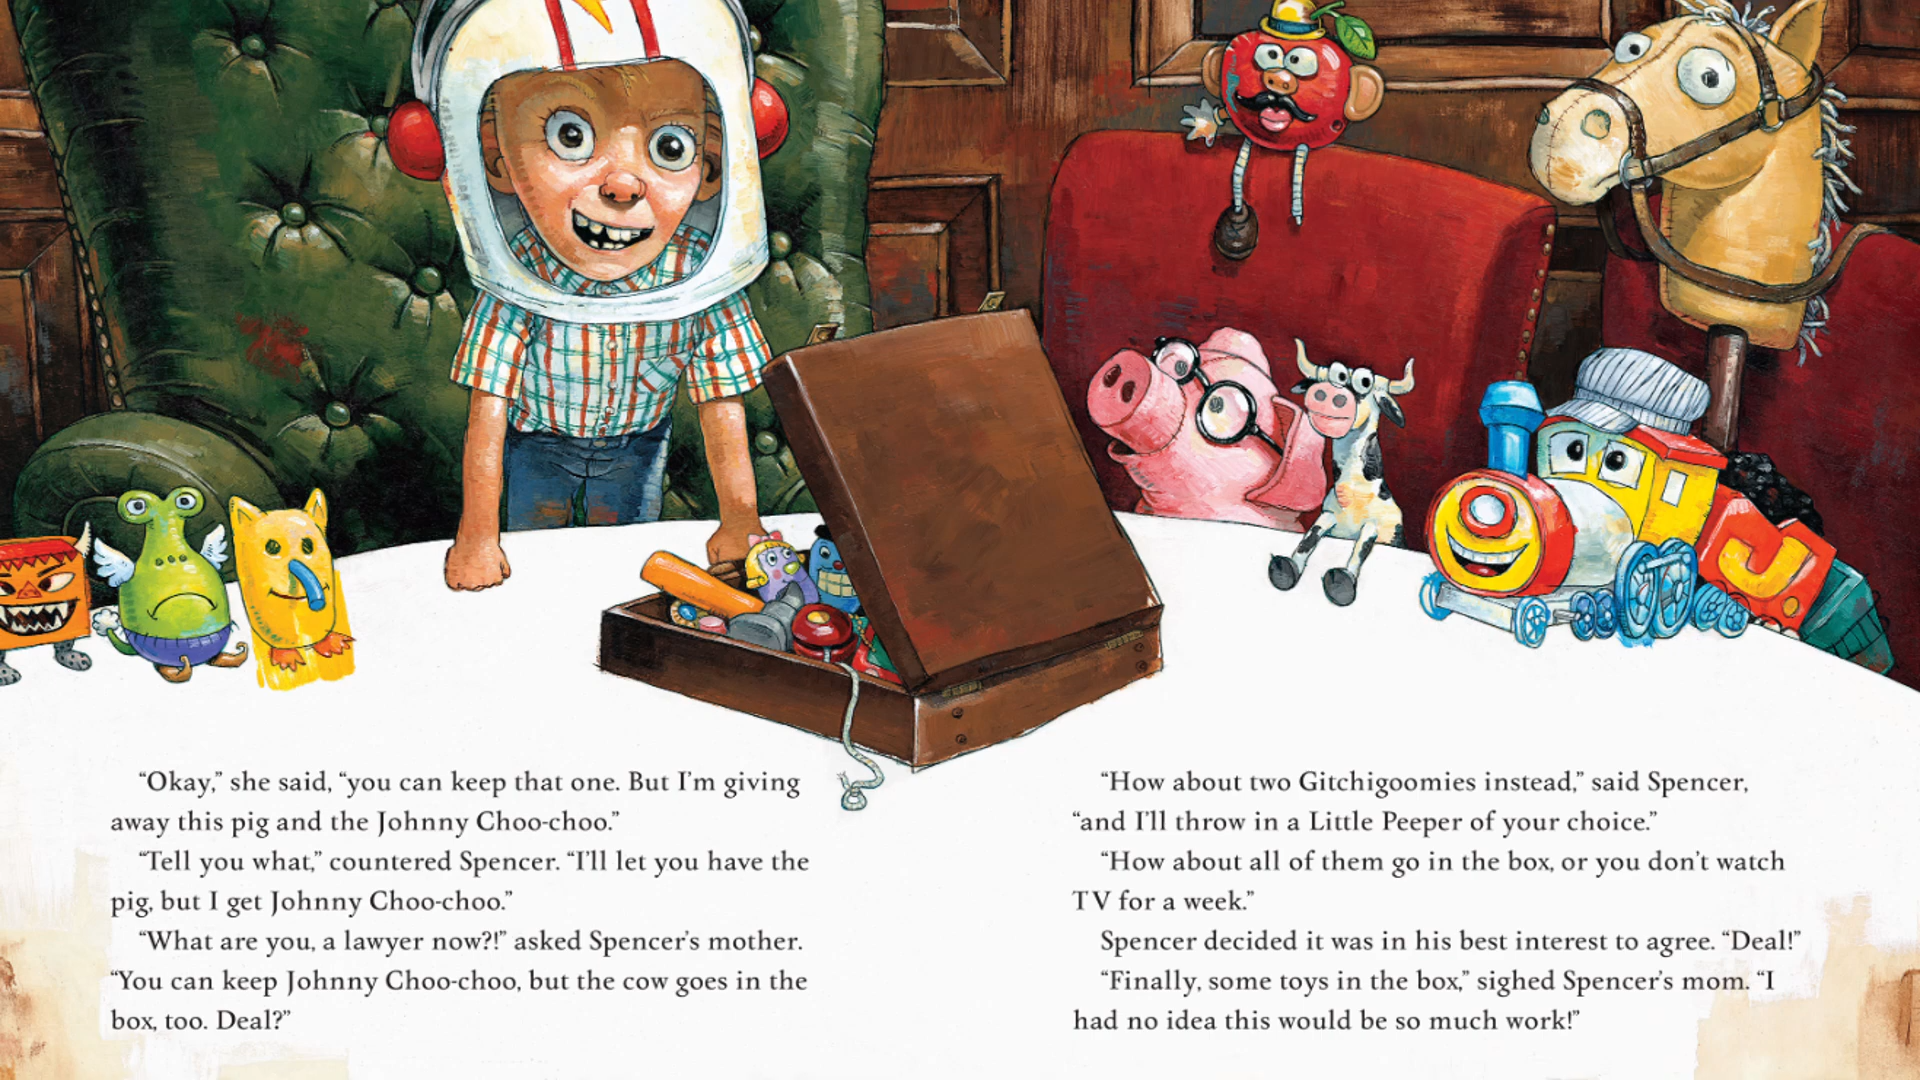 “Okay,” she said, “you can keep that one. But I’m giving
away this pig and the Johnny Choo-choo.”
“Tell you what,” countered Spencer. “I’ll let you have the
pig, but I get Johnny Choo-choo.”
“What are you, a lawyer now?!” asked Spencer’s mother.
“You can keep Johnny Choo-choo, but the cow goes in the
box, too. Deal?”
“How about two Gitchigoomies instead,” said Spencer,
“and I’ll throw in a Little Peeper of your choice.”
“How about all of them go in the box, or you don’t watch
TV for a week.”
Spencer decided it was in his best interest to agree. “Deal!”
“Finally, some toys in the box,” sighed Spencer’s mom. “I
had no idea this would be so much work!”